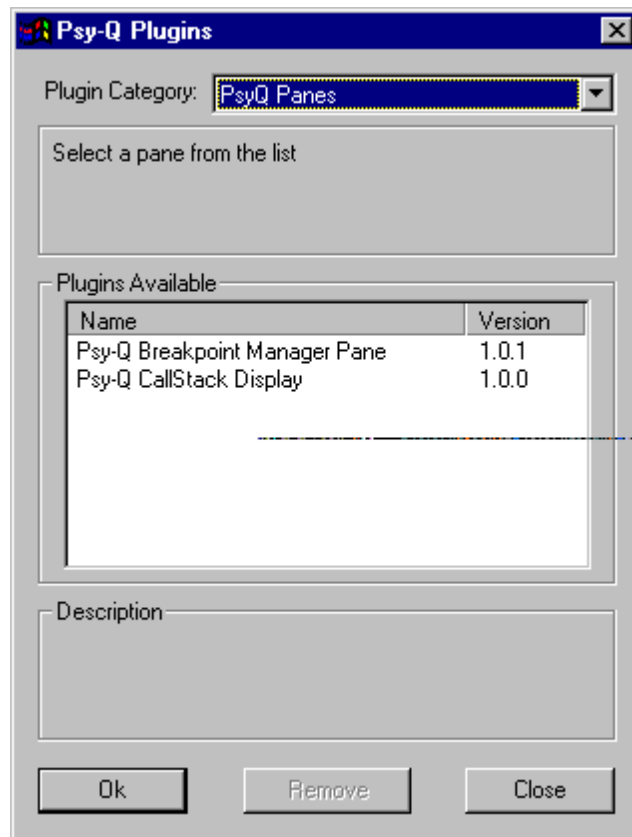 Psy-Q Plugins
Plugin Category: PsyQ Panes
Select a pane from the list
Plugins Available
Name Version
Psy-Q Breakpoint Manager Pane 1.0.1
Psy-Q CallStack Display 1.0.0
Description
Ok Remove Close